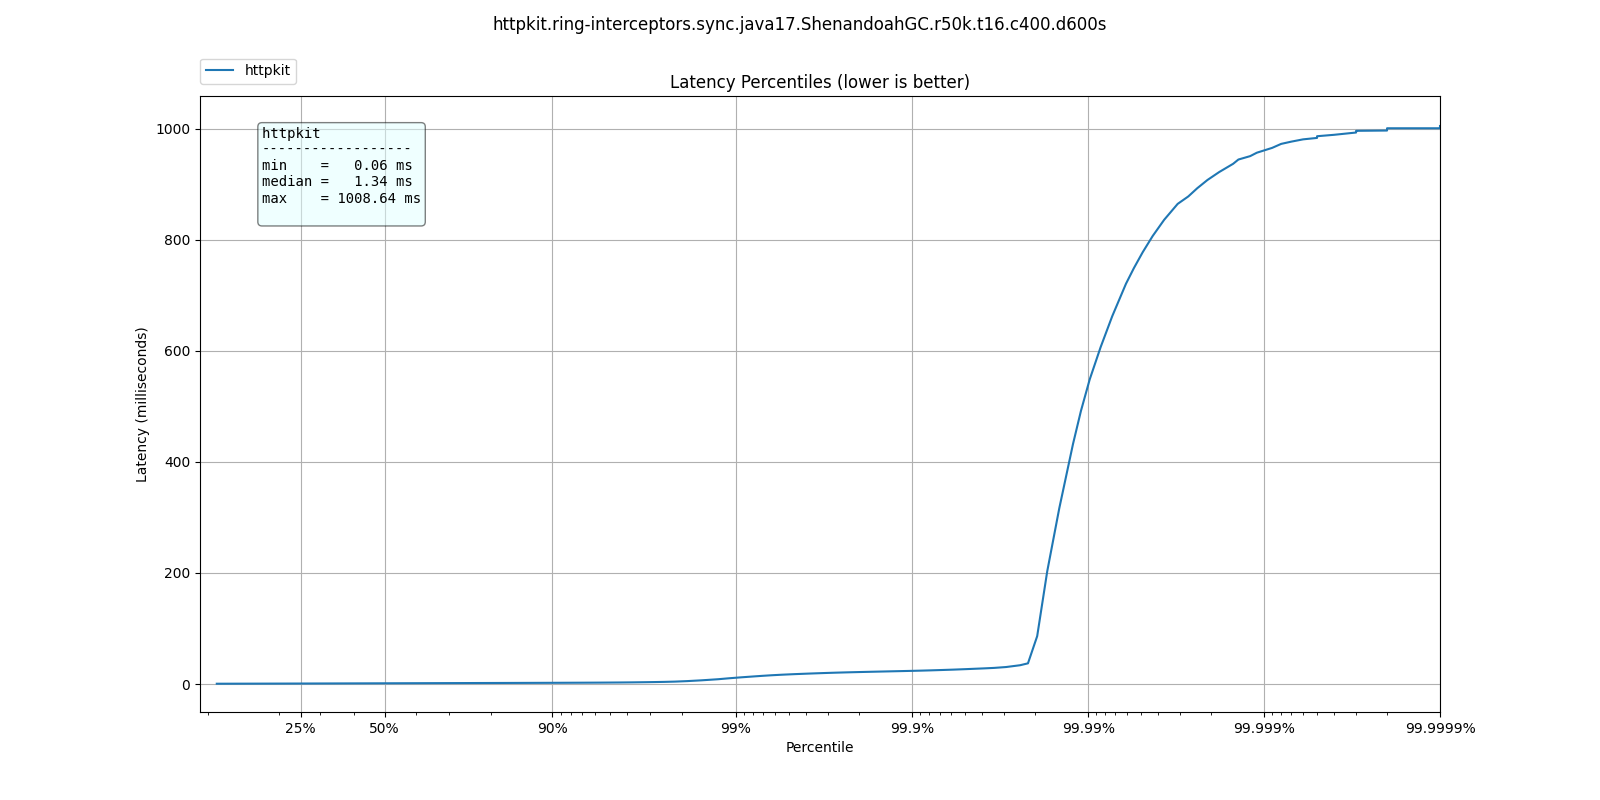 httpkit.ring-interceptors.sync.java17.ShenandoahGC.r50k.t16.c400.d600s
httpkit
Latency Percentiles (lower is better)
httpkit
------------------
min    =   0.06 ms
median =   1.34 ms
max    = 1008.64 ms
1000
800
600
400
200
0
Latency (milliseconds)
25% 50% 90% 99% 99.9% 99.99% 99.999% 99.9999%
Percentile